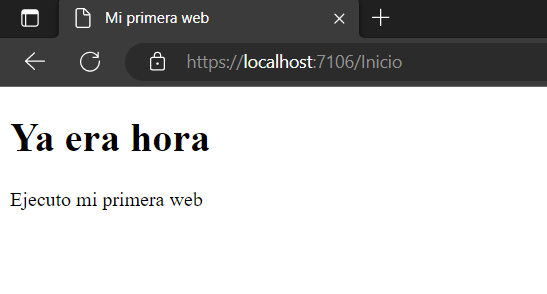 Mi primera web
https://localhost:7106/Inicio
Ya era hora
Ejecuto mi primera web